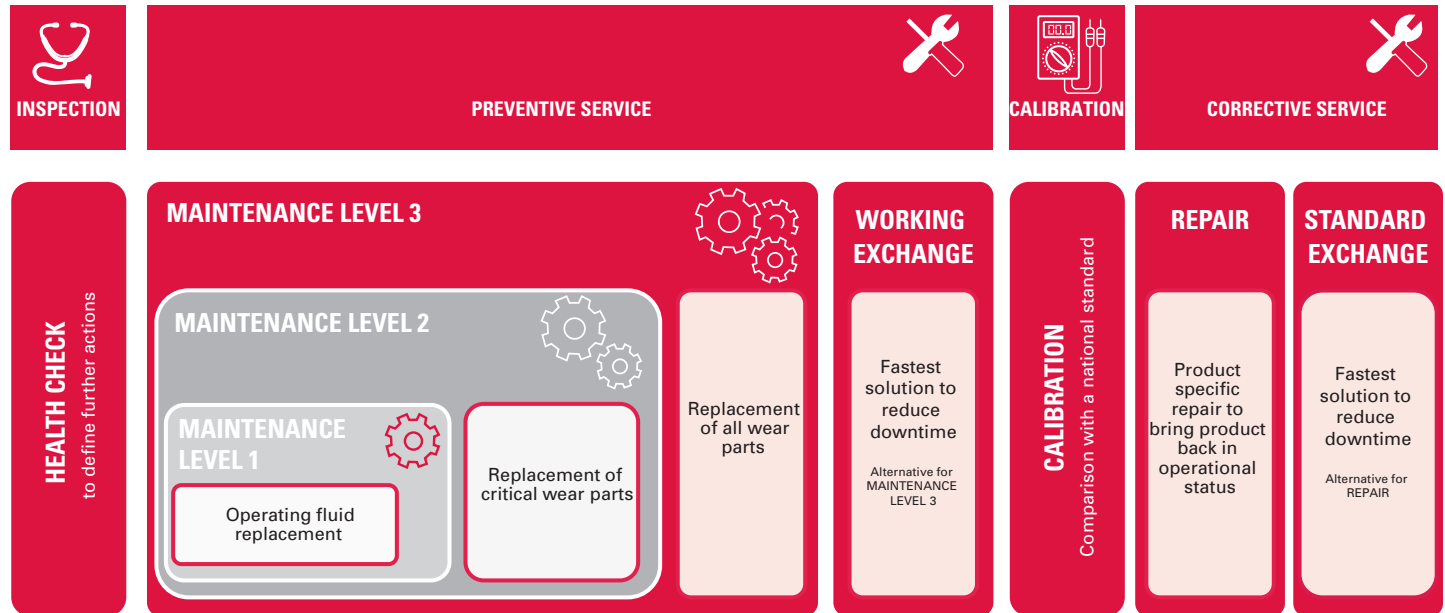 INSPECTION
PREVENTIVE SERVICE
00.0
CALIBRATION
CORRECTIVE SERVICE
HEALTH CHECK
to define further actions
MAINTENANCE LEVEL 3
MAINTENANCE LEVEL 2
MAINTENANCE
LEVEL 1
Operating fluid
replacement
Replacement of
critical wear parts
Replacement
of all wear
parts
WORKING
EXCHANGE
Fastest
solution to
reduce
downtime
Alternative for
MAINTENANCE
LEVEL 3
CALIBRATION
Comparison with a national standard
REPAIR
Product
specific
repair to
bring product
back in
operational
status
STANDARD
EXCHANGE
Fastest
solution to
reduce
downtime
Alternative for
REPAIR